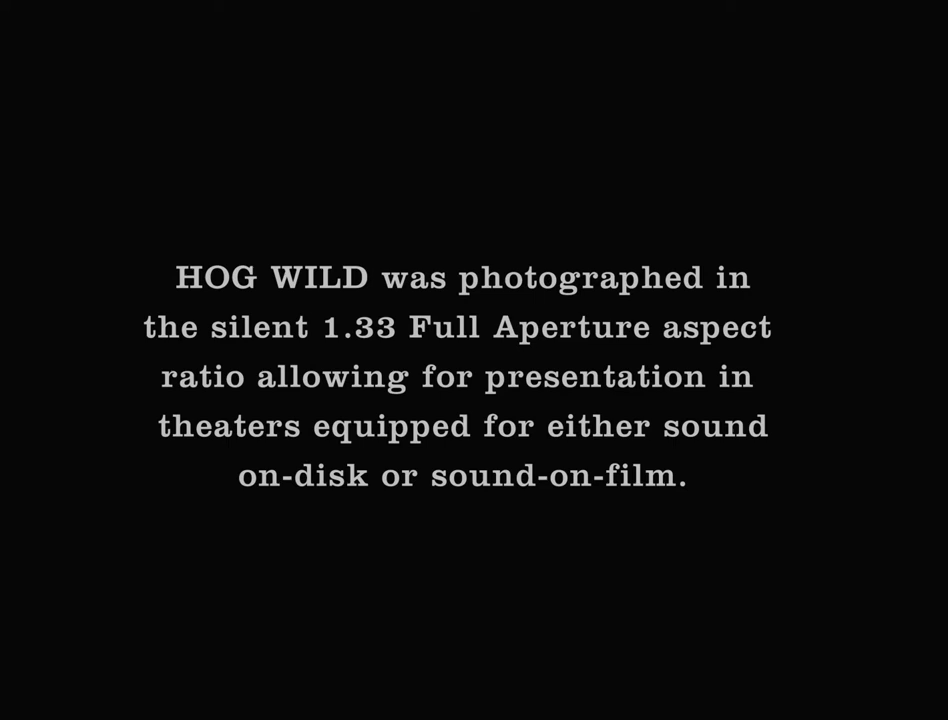 HOG WILD was photographed in
the silent 1.33 Full Aperture aspect
ratio allowing for presentation in
theaters equipped for either sound
on-disk or sound-on-film.